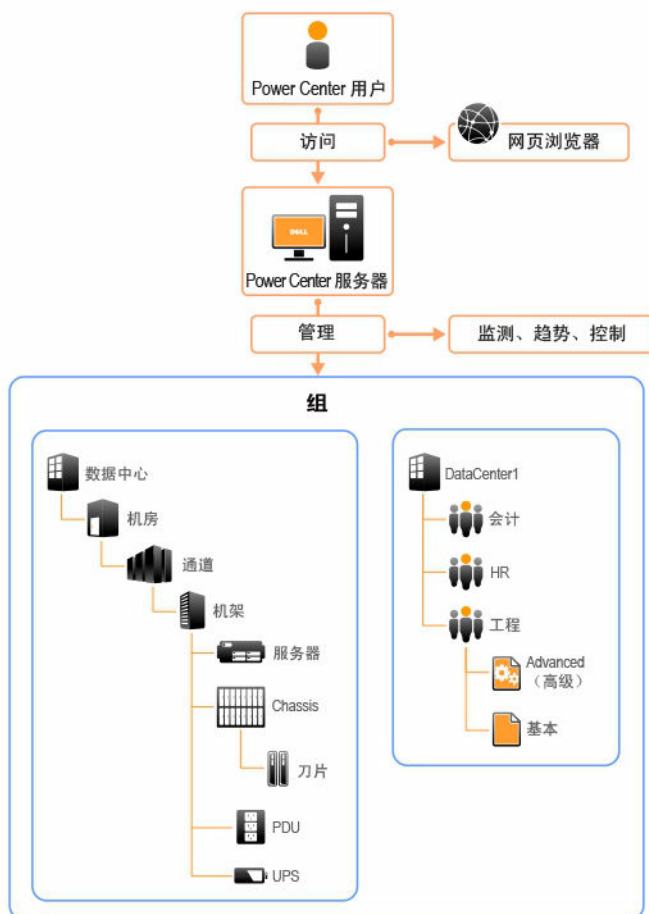 Power Center 用户
访问
网页浏览器
DELL
Power Center 服务器
管理
监测、趋势、控制
组
数据中心
机房
通道
机架
服务器
Chassis
刀片
PDU
UPS
DataCenter1
会计
HR
工程
Advanced
（高级）
基本